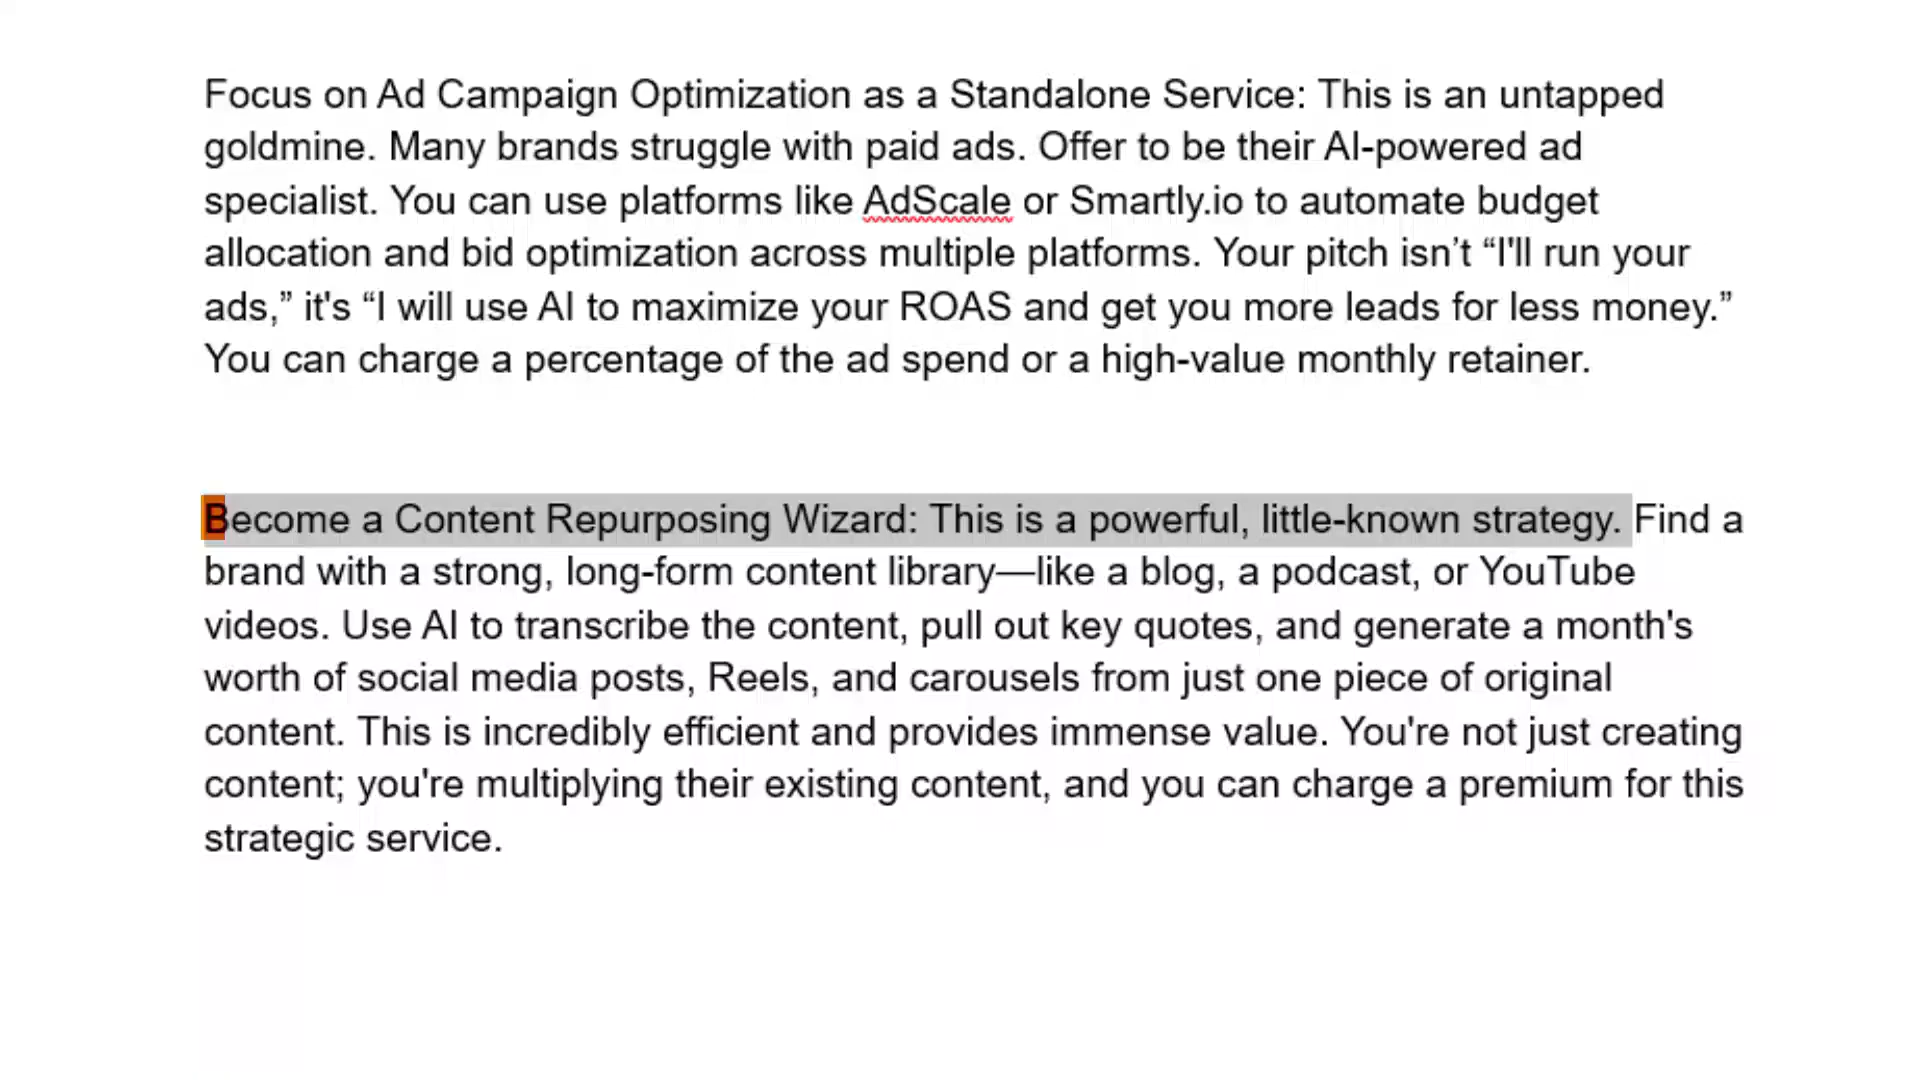 Focus on Ad Campaign Optimization as a Standalone Service: This is an untapped
goldmine. Many brands struggle with paid ads. Offer to be their AI-powered ad
specialist. You can use platforms like AdScale or Smartly.io to automate budget
allocation and bid optimization across multiple platforms. Your pitch isn’t “I'll run your
ads,” it's “I will use AI to maximize your ROAS and get you more leads for less money.”
You can charge a percentage of the ad spend or a high-value monthly retainer.
Become a Content Repurposing Wizard: This is a powerful, little-known strategy. Find a
brand with a strong, long-form content library—like a blog, a podcast, or YouTube
videos. Use AI to transcribe the content, pull out key quotes, and generate a month's
worth of social media posts, Reels, and carousels from just one piece of original
content. This is incredibly efficient and provides immense value. You're not just creating
content; you're multiplying their existing content, and you can charge a premium for this
strategic service.